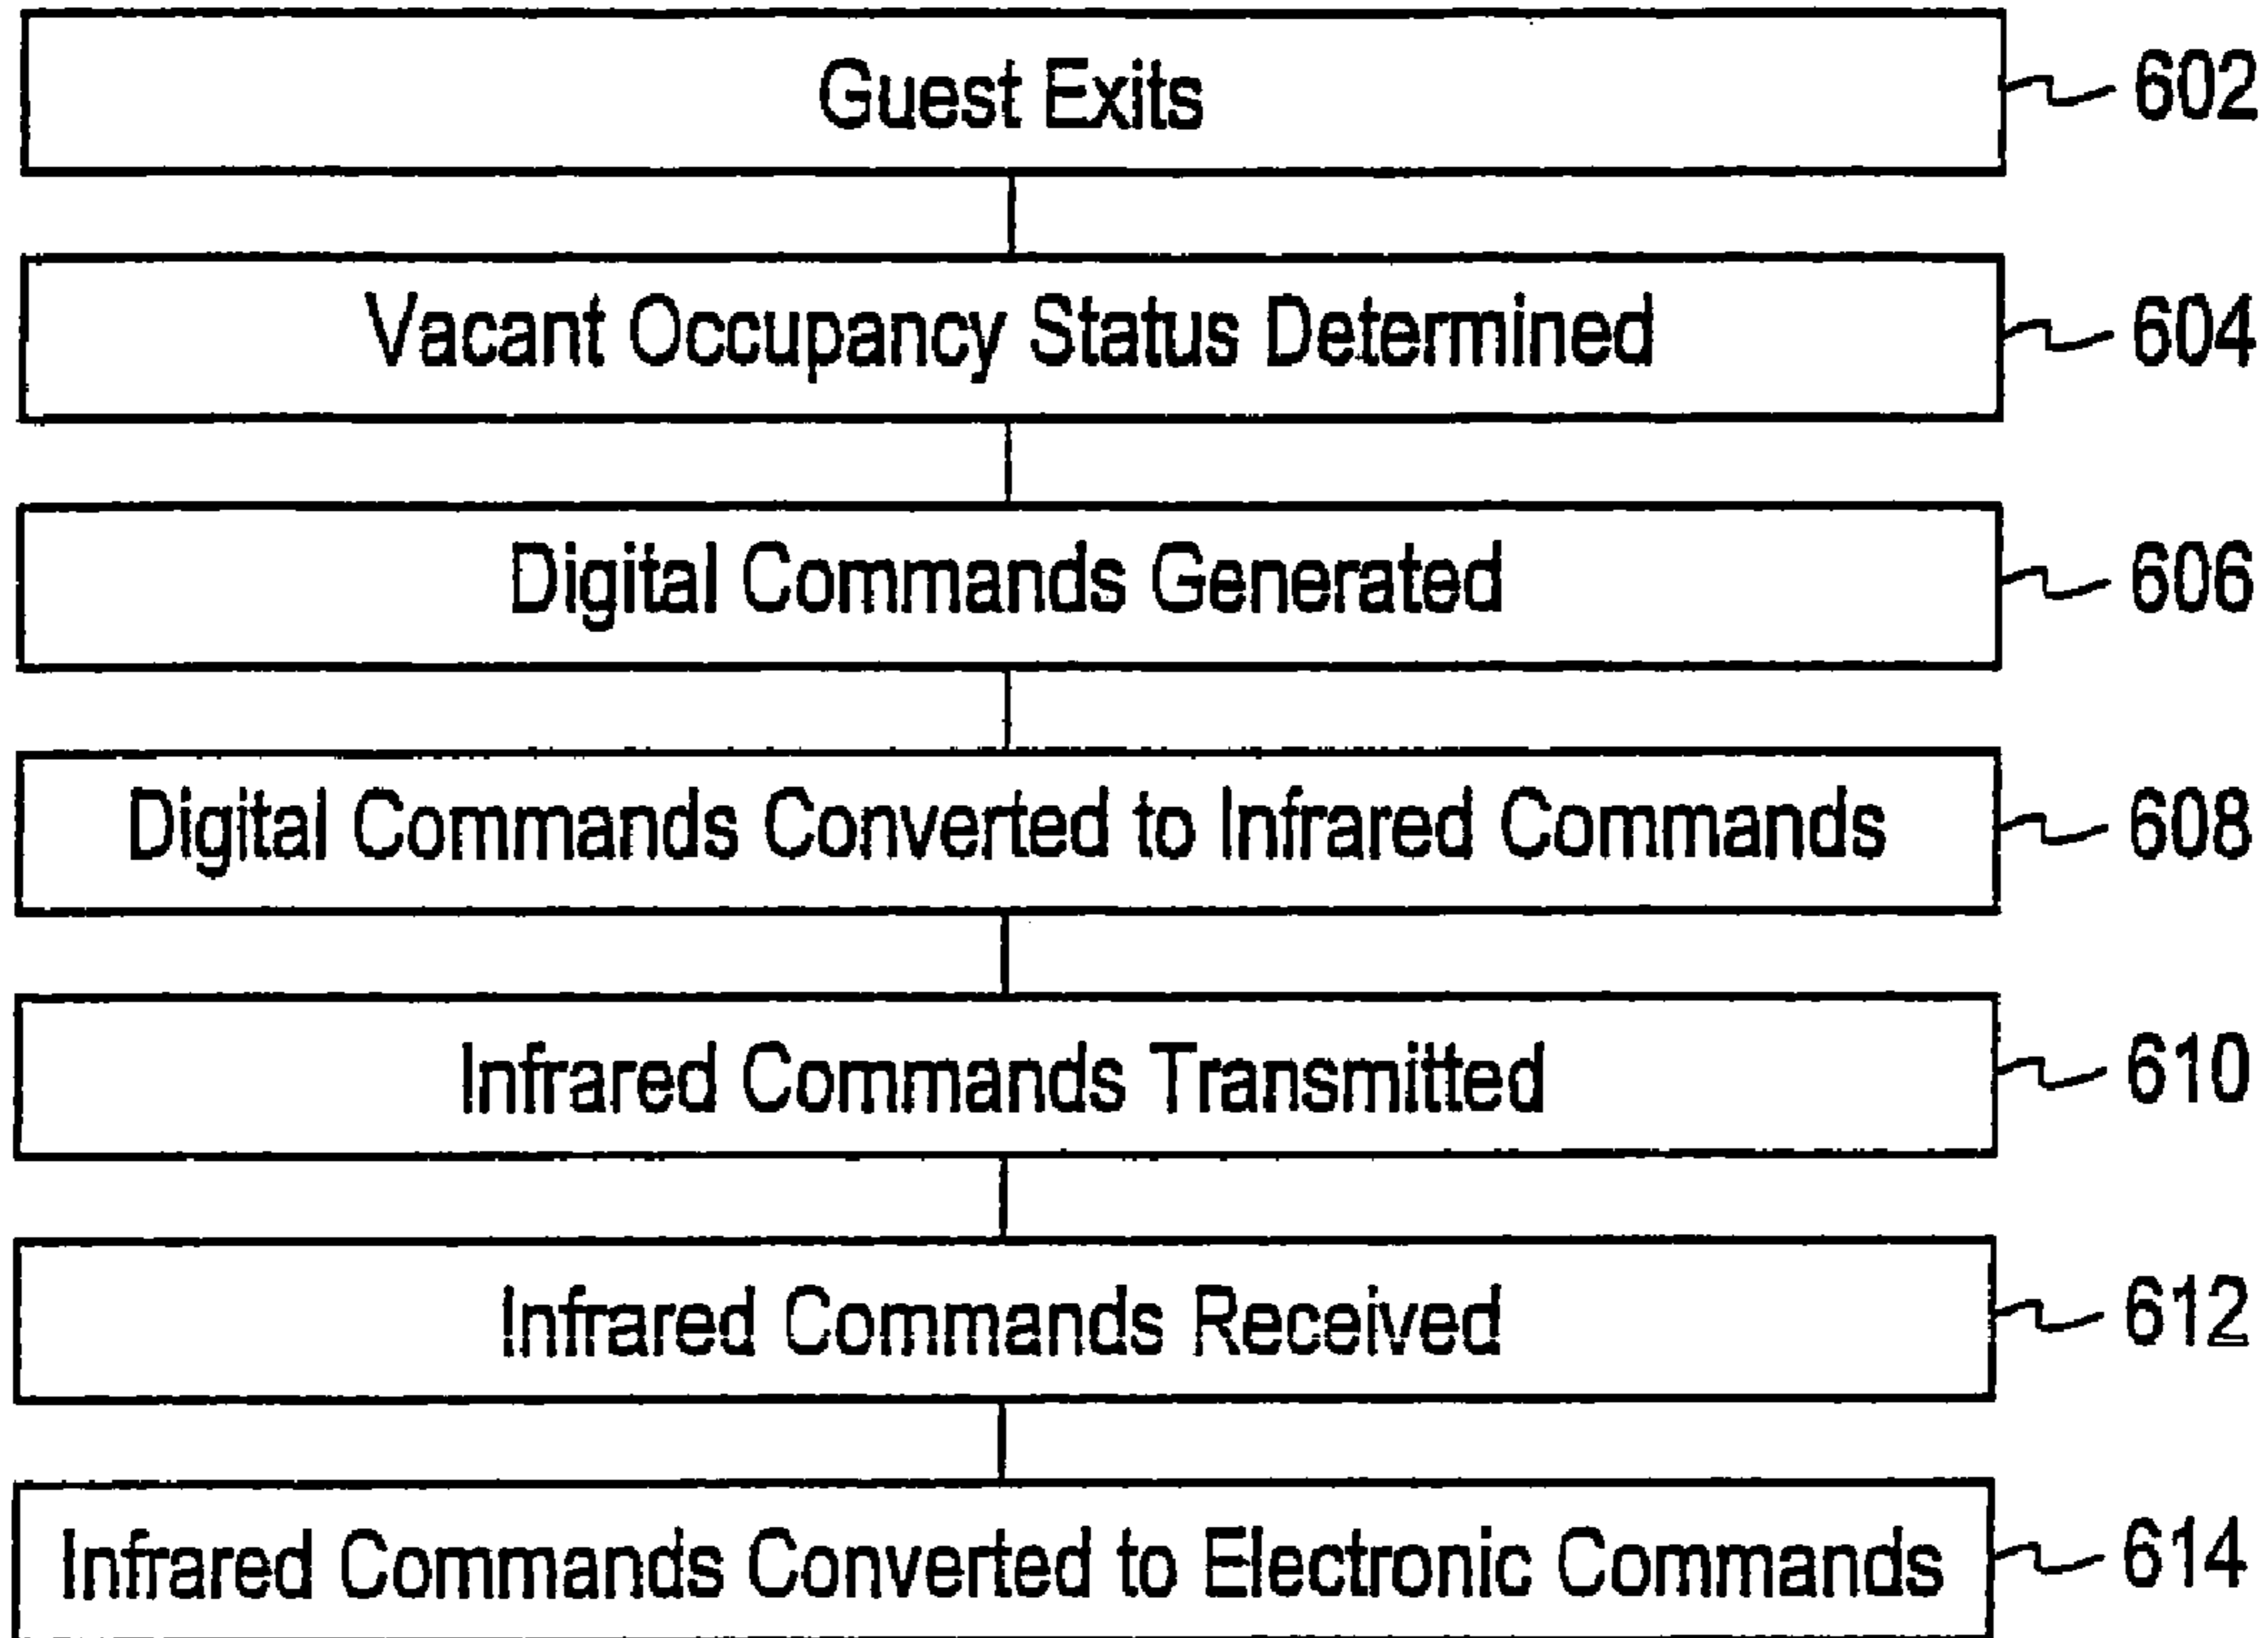 Guest Exits 602
Vacant Occupancy Status Determined 604
Digital Commands Generated 606
Digital Commands Converted to Infrared Commands 608
Infrared Commands Transmitted 610
Infrared Commands Received 612
Infrared Commands Converted to Electronic Commands 614